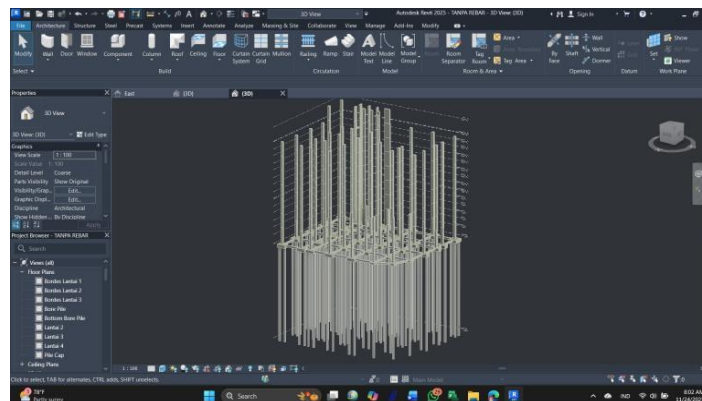 Autodesk Revit 2025 - TANPA REBAR - 3D View: {3D}
Sign In
File Architecture Structure Steel Precast Systems Insert Annotate Analyze Massing & Site Collaborate View Manage Add-Ins Modify
Modify Wall Door Window Component Column Roof Ceiling Floor Curtain System Curtain Grid Mullion Railing Ramp Stair Model Text Model Line Model Group Room Separator Tag Room Area Tag Area By Face Shaft Wall Vertical Dormer Set Show Viewer
Select Build Circulation Model Room & Area Opening Datum Work Plane
Properties
East
{3D}
{3D}
3D View
3D View: {3D}
Edit Type
Graphics
View Scale 1 : 100
Scale Value 1: 100
Detail Level Coarse
Parts Visibility Show Original
Visibility/Grap... Edit...
Graphic Displ... Edit...
Discipline Architectural
Show Hidden ... By Discipline
Apply
Project Browser - TANPA REBAR
Search
Views (all)
Floor Plans
Bordes Lantai 1
Bordes Lantai 2
Bordes Lantai 3
Bore Pile
Bottom Bore Pile
Lantai 2
Lantai 3
Lantai 4
Pile Cap
Ceiling Plans
1 : 100
Click to select, TAB for alternates, CTRL adds, SHIFT unselects.
Main Model
78°F
Partly sunny
Search
IND
8:02 AM